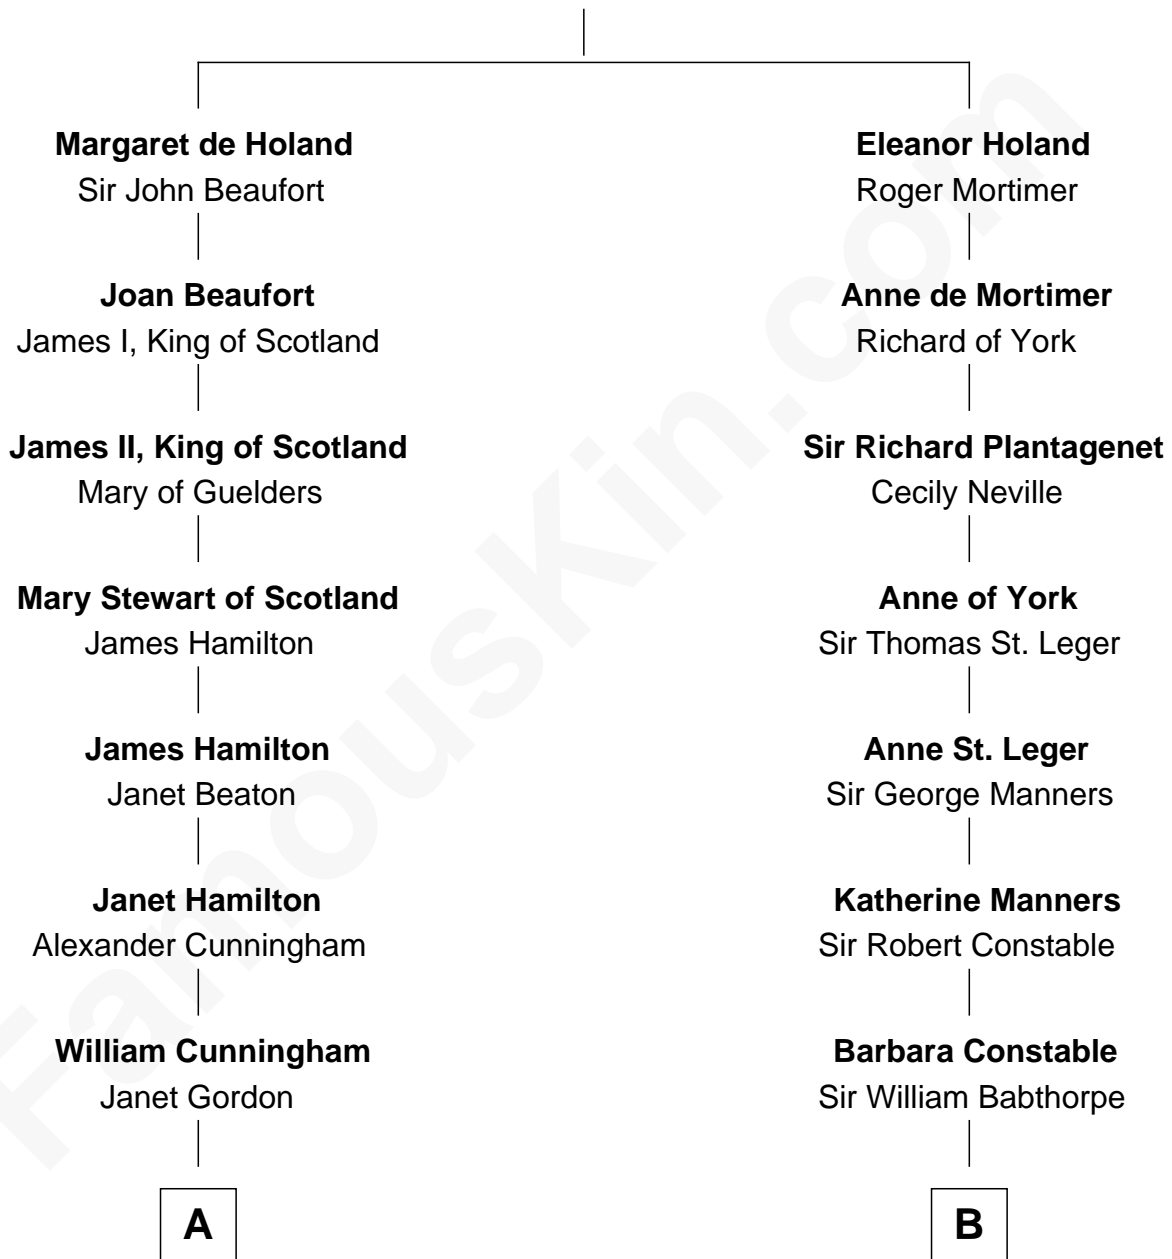 Margaret de Holand
Sir John Beaufort
Joan Beaufort
James I, King of Scotland
James II, King of Scotland
Mary of Guelders
Mary Stewart of Scotland
James Hamilton
James Hamilton
Janet Beaton
Janet Hamilton
Alexander Cunningham
William Cunningham
Janet Gordon
A
Eleanor Holand
Roger Mortimer
Anne de Mortimer
Richard of York
Sir Richard Plantagenet
Cecily Neville
Anne of York
Sir Thomas St. Leger
Anne St. Leger
Sir George Manners
Katherine Manners
Sir Robert Constable
Barbara Constable
Sir William Babthorpe
B
FamousKin.com